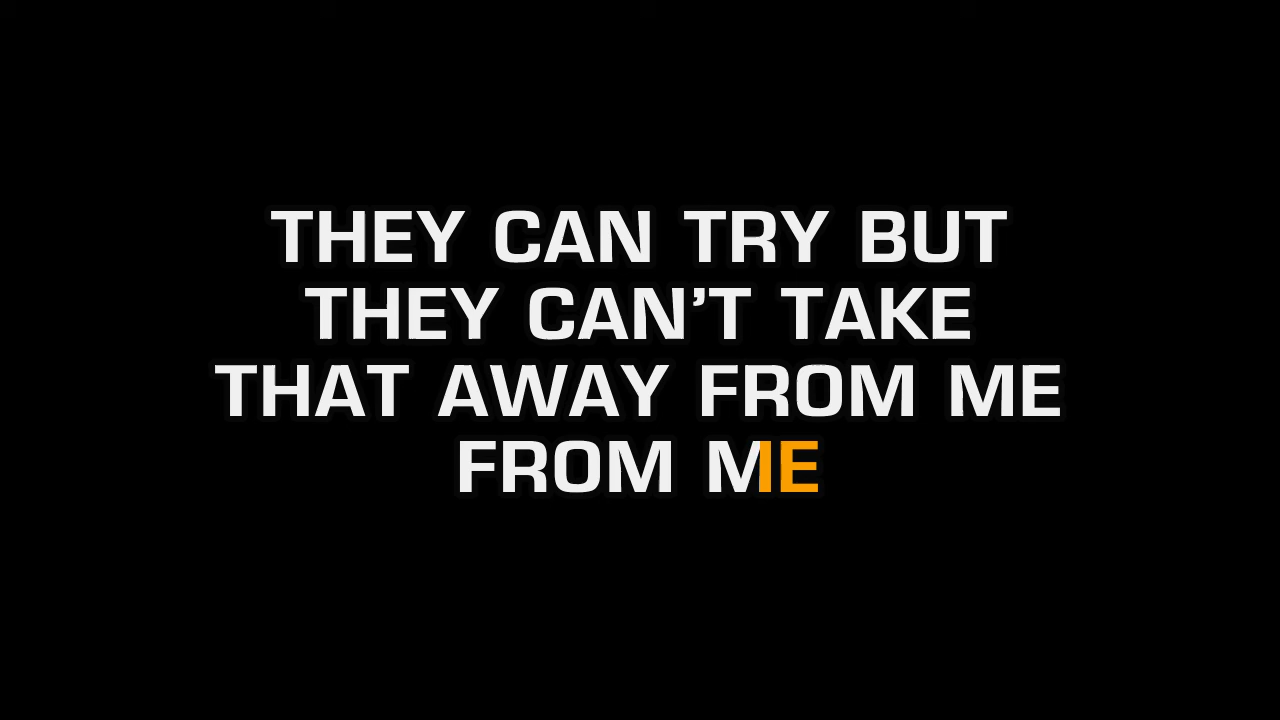 THEY CAN TRY BUT
THEY CAN’T TAKE
THAT AWAY FROM ME
FROM ME